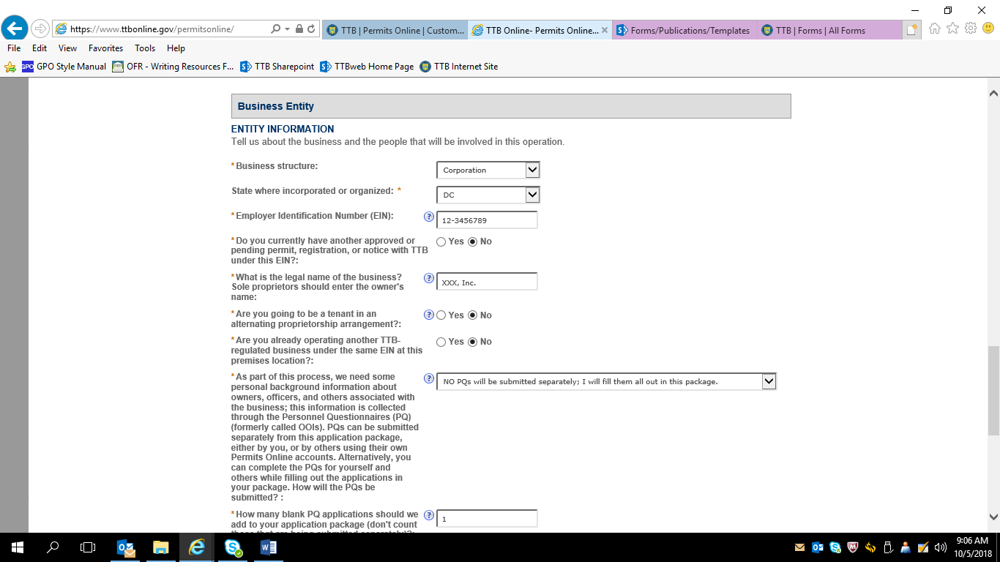 https://www.ttbonline.gov/permitsonline/
TTB | Permits Online | Custom...
TTB Online- Permits Online...
Forms/Publications/Templates
TTB | Forms | All Forms
File Edit View Favorites Tools Help
GPO GPO Style Manual
OFR - Writing Resources F...
TTB Sharepoint
TTBweb Home Page
TTB Internet Site
Business Entity
ENTITY INFORMATION
Tell us about the business and the people that will be involved in this operation.
*Business structure:
Corporation
State where incorporated or organized: *
DC
*Employer Identification Number (EIN):
? 12-3456789
*Do you currently have another approved or
pending permit, registration, or notice with TTB
under this EIN?:
Yes No
*What is the legal name of the business?
Sole proprietors should enter the owner's
name:
? XXX, Inc.
*Are you going to be a tenant in an
alternating proprietorship arrangement?:
? Yes No
*Are you already operating another TTB-
regulated business under the same EIN at this
premises location?:
Yes No
*As part of this process, we need some
personal background information about
owners, officers, and others associated with
the business; this information is collected
through the Personnel Questionnaires (PQ)
(formerly called OOIs). PQs can be submitted
separately from this application package,
either by you, or by others using their own
Permits Online accounts. Alternatively, you
can complete the PQs for yourself and
others while filling out the applications in
your package. How will the PQs be
submitted? :
? NO PQs will be submitted separately; I will fill them all out in this package.
*How many blank PQ applications should we
add to your application package (don't count
those that are being submitted separately)?:
? 1
9:06 AM
10/5/2018